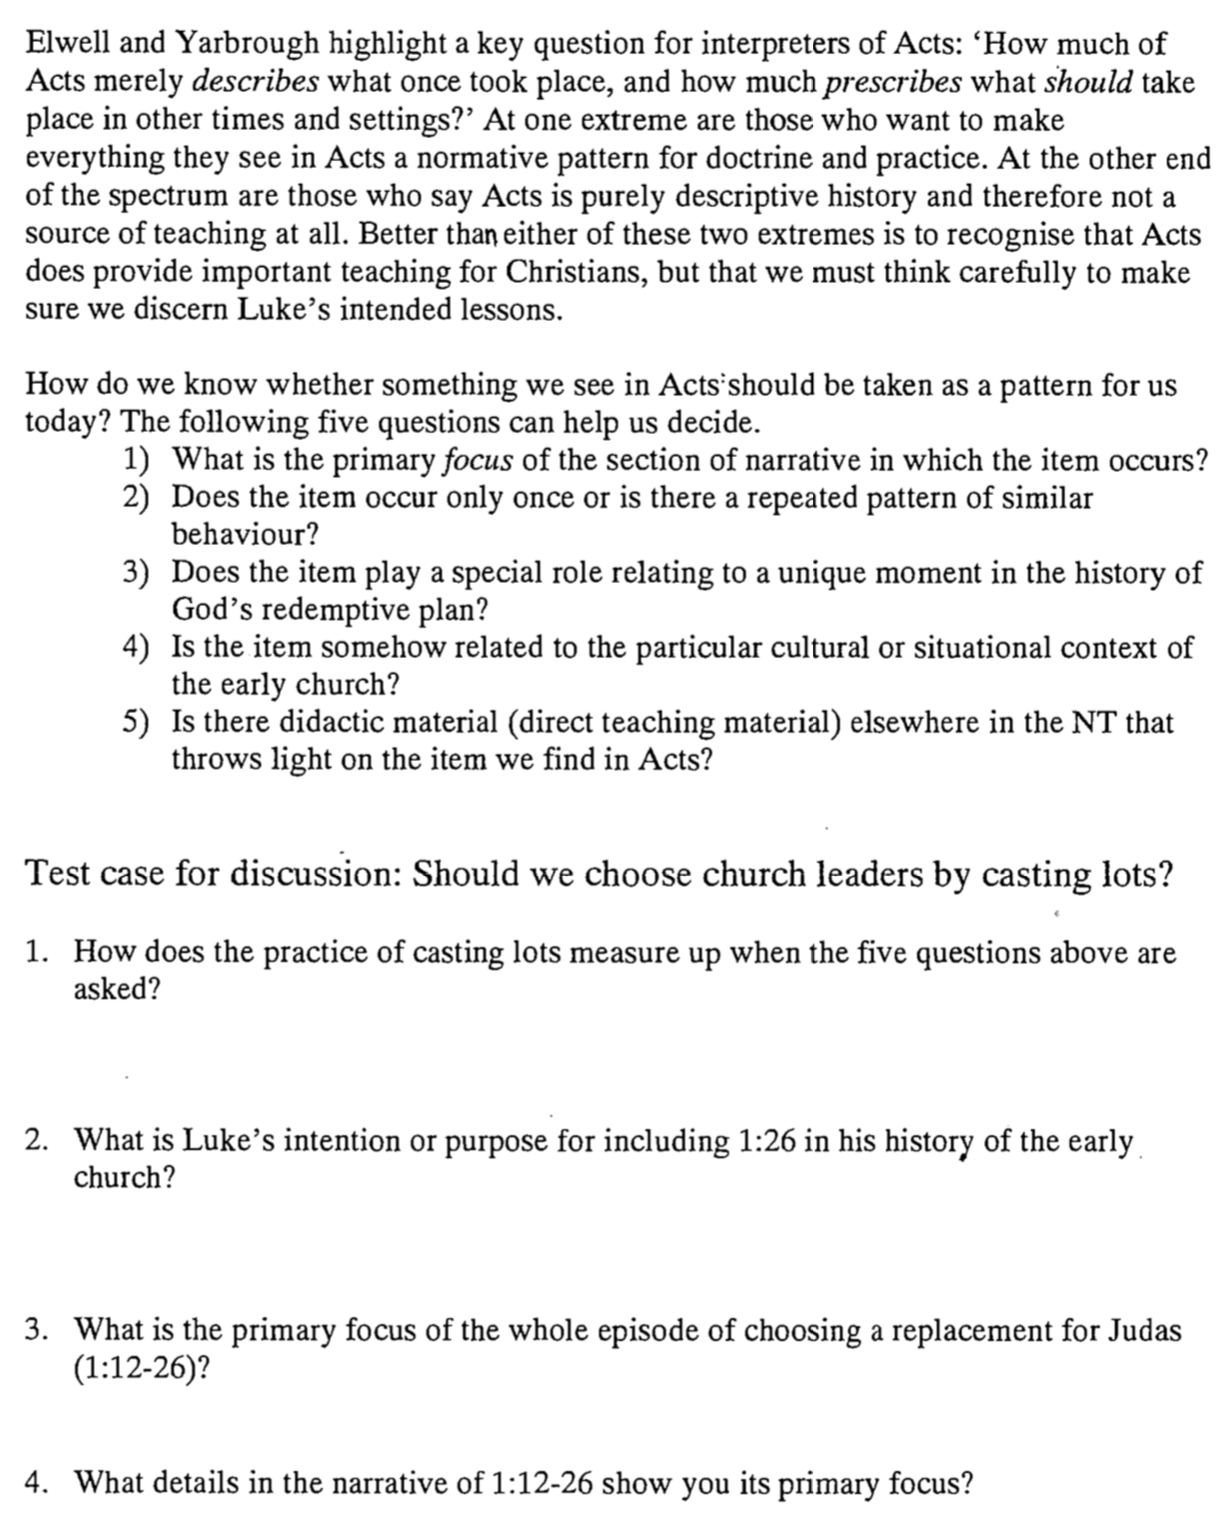 Elwell and Yarbrough highlight a key question for interpreters of Acts: ‘How much of
Acts merely describes what once took place, and how much prescribes what should take
place in other times and settings?’ At one extreme are those who want to make
everything they see in Acts a normative pattern for doctrine and practice. At the other end
of the spectrum are those who say Acts is purely descriptive history and therefore not a
source of teaching at all. Better than either of these two extremes is to recognise that Acts
does provide important teaching for Christians, but that we must think carefully to make
sure we discern Luke’s intended lessons.
How do we know whether something we see in Acts should be taken as a pattern for us
today? The following five questions can help us decide.
1) What is the primary focus of the section of narrative in which the item occurs?
2) Does the item occur only once or is there a repeated pattern of similar
behaviour?
3) Does the item play a special role relating to a unique moment in the history of
God’s redemptive plan?
4) Is the item somehow related to the particular cultural or situational context of
the early church?
5) Is there didactic material (direct teaching material) elsewhere in the NT that
throws light on the item we find in Acts?
Test case for discussion: Should we choose church leaders by casting lots?
1. How does the practice of casting lots measure up when the five questions above are
asked?
2. What is Luke’s intention or purpose for including 1:26 in his history of the early
church?
3. What is the primary focus of the whole episode of choosing a replacement for Judas
(1:12-26)?
4. What details in the narrative of 1:12-26 show you its primary focus?